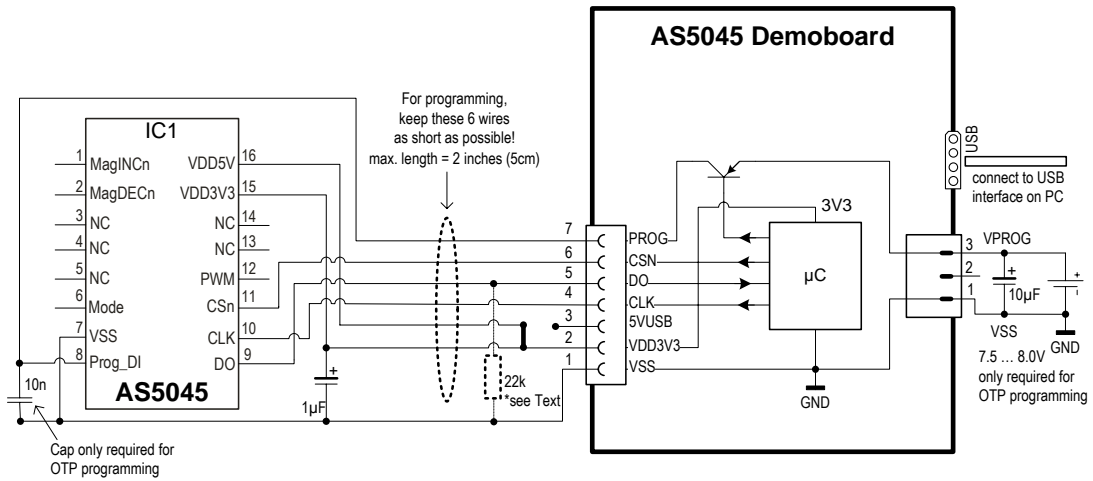 AS5045 Demoboard
For programming,
keep these 6 wires
as short as possible!
max. length = 2 inches (5cm)
IC1
1 MagINCn
2 MagDECn
3 NC
4 NC
5 NC
6 Mode
7 VSS
8 Prog_DI
VDD5V 16
VDD3V3 15
NC 14
NC 13
PWM 12
CSn 11
CLK 10
DO 9
AS5045
10n
Cap only required for
OTP programming
1µF
22k
*see Text
7 PROG
6 CSN
5 DO
4 CLK
3 5VUSB
2 VDD3V3
1 VSS
3V3
µC
GND
USB
connect to USB
interface on PC
3 VPROG
2
1
+
10µF
+
-
VSS
GND
7.5 ... 8.0V
only required for
OTP programming
+